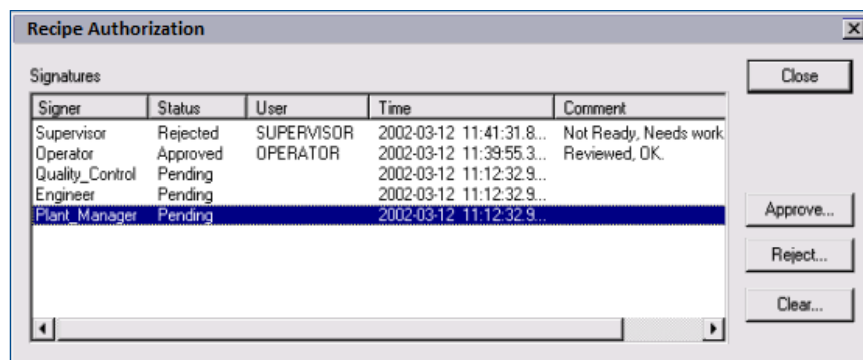 Recipe Authorization
Signatures
Close
Signer Status User Time Comment
Supervisor Rejected SUPERVISOR 2002-03-12 11:41:31.8... Not Ready, Needs work
Operator Approved OPERATOR 2002-03-12 11:39:55.3... Reviewed, OK.
Quality_Control Pending 2002-03-12 11:12:32.9...
Engineer Pending 2002-03-12 11:12:32.9...
Plant_Manager Pending 2002-03-12 11:12:32.9...
Approve...
Reject...
Clear...